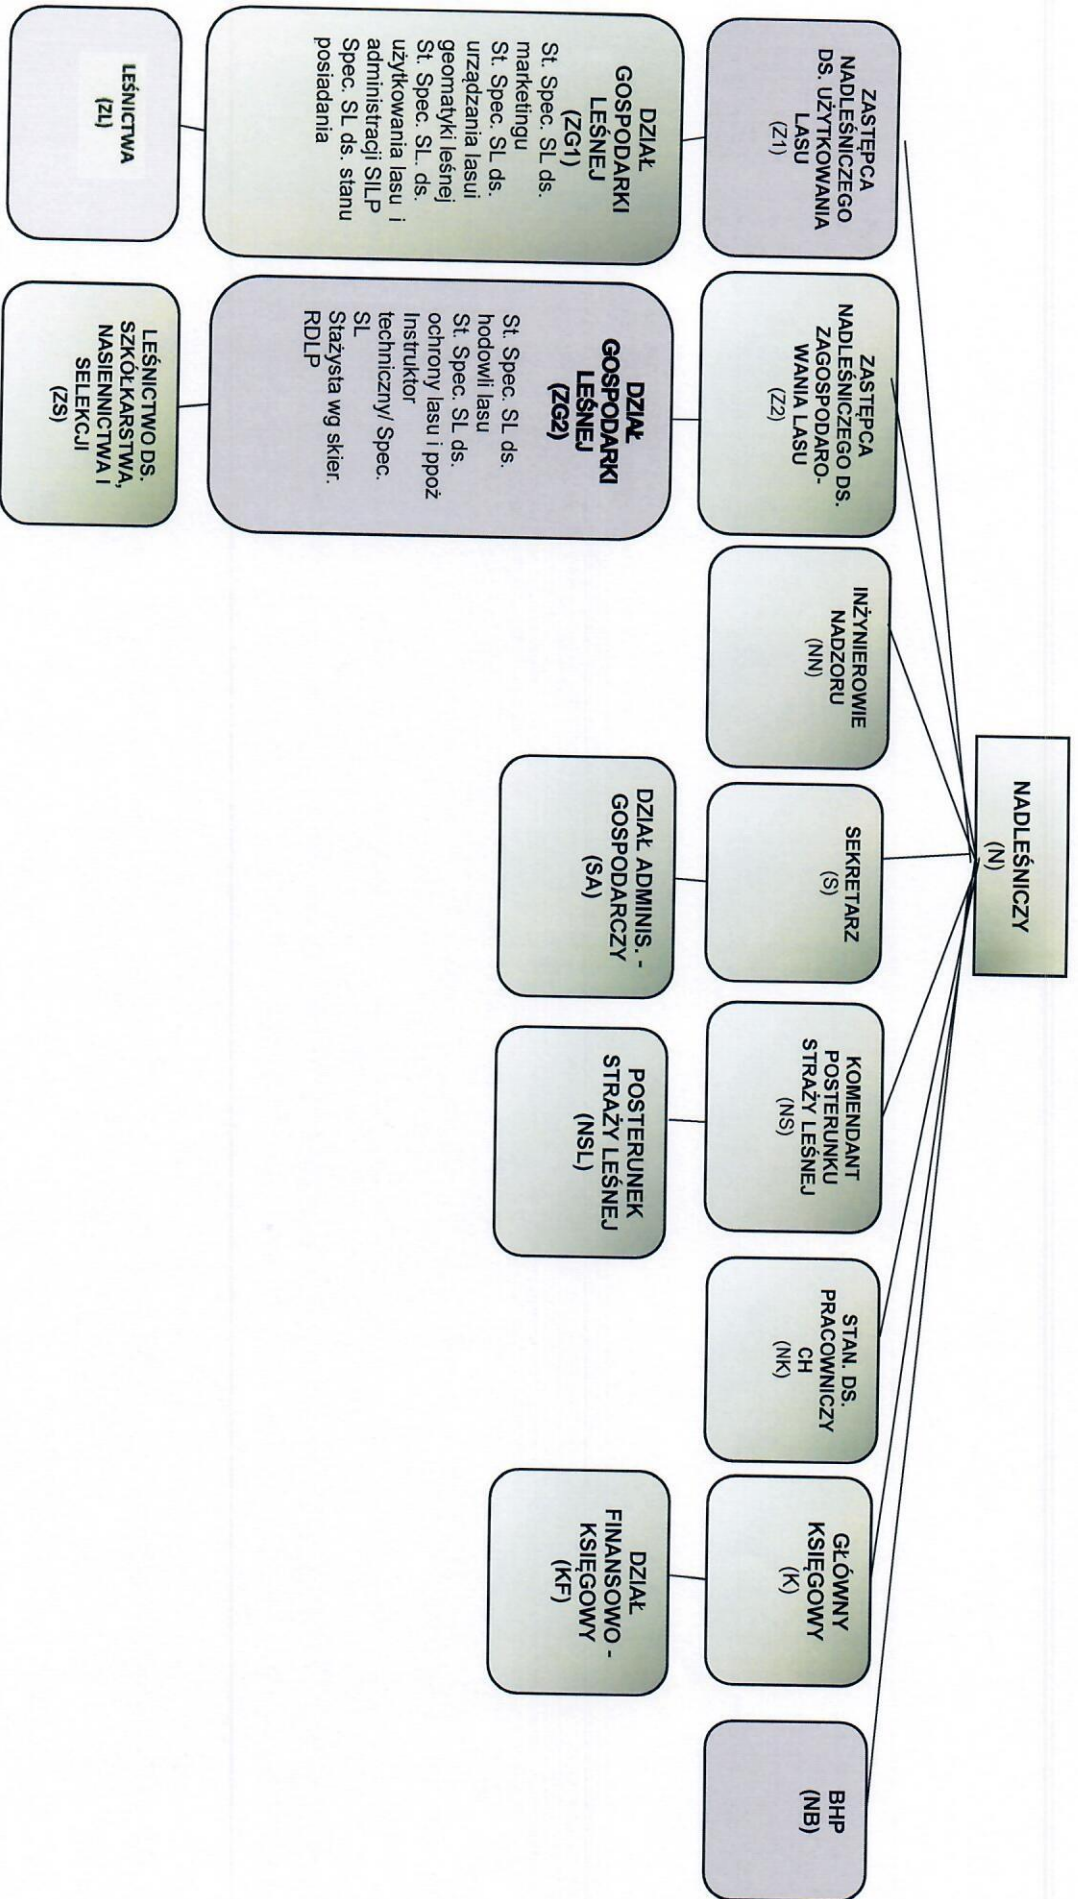 NADLEŚNICZY
(N)
ZASTĘPCA
NADLEŚNICZEGO
DS. UŻYTKOWANIA
LASU
(Z1)
ZASTĘPCA
NADLEŚNICZEGO DS.
ZAGOSPODARO-
WANIA LASU
(Z2)
INŻYNIEROWIE
NADZORU
(NN)
SEKRETARZ
(S)
KOMENDANT
POSTERUNKU
STRAŻY LEŚNEJ
(NS)
STAN. DS.
PRACOWNICZY
CH
(NK)
GŁÓWNY
KSIĘGOWY
(K)
BHP
(NB)
DZIAŁ
GOSPODARKI
LEŚNEJ
(ZG1)
St. Spec. SL ds.
marketingu
St. Spec. SL ds.
urządzania lasui
geomatyki leśnej
St. Spec. SL. ds.
użytkowania lasu i
administracji SILP
Spec. SL ds. stanu
posiadania
DZIAŁ
GOSPODARKI
LEŚNEJ
(ZG2)
St. Spec. SL ds.
hodowli lasu
St. Spec. SL ds.
ochrony lasu i ppoż
Instruktor
techniczny/ Spec.
SL
Stażysta wg skier.
RDLP
DZIAŁ ADMINIS. -
GOSPODARCZY
(SA)
POSTERUNEK
STRAŻY LEŚNEJ
(NSL)
DZIAŁ
FINANSOWO -
KSIĘGOWY
(KF)
LEŚNICTWA
(ZL)
LEŚNICTWO DS.
SZKÓŁKARSTWA,
NASIENNICTWA I
SELEKCJI
(ZS)